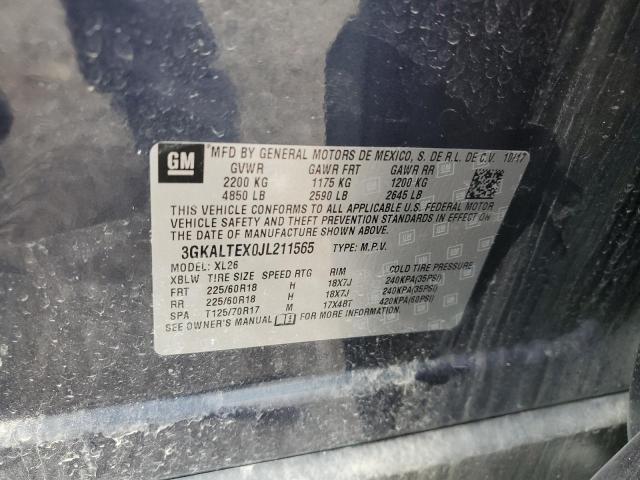 GM
MFD BY GENERAL MOTORS DE MEXICO, S. DE R.L. DE C.V. 10/17
GVWR GAWR FRT GAWR RR
2200 KG 1175 KG 1200 KG
4850 LB 2590 LB 2645 LB
THIS VEHICLE CONFORMS TO ALL APPLICABLE U.S. FEDERAL MOTOR
VEHICLE SAFETY AND THEFT PREVENTION STANDARDS IN EFFECT
ON THE DATE OF MANUFACTURE SHOWN ABOVE.
3GKALTEX0JL211565 TYPE: M.P.V.
MODEL: XL26
XBLW TIRE SIZE SPEED RTG RIM COLD TIRE PRESSURE
FRT 225/60R18 H 18X7J 240KPA(35PSI)
RR 225/60R18 H 18X7J 240KPA(35PSI)
SPA T125/70R17 M 17X4BT 420KPA(60PSI)
SEE OWNER'S MANUAL FOR MORE INFORMATION.